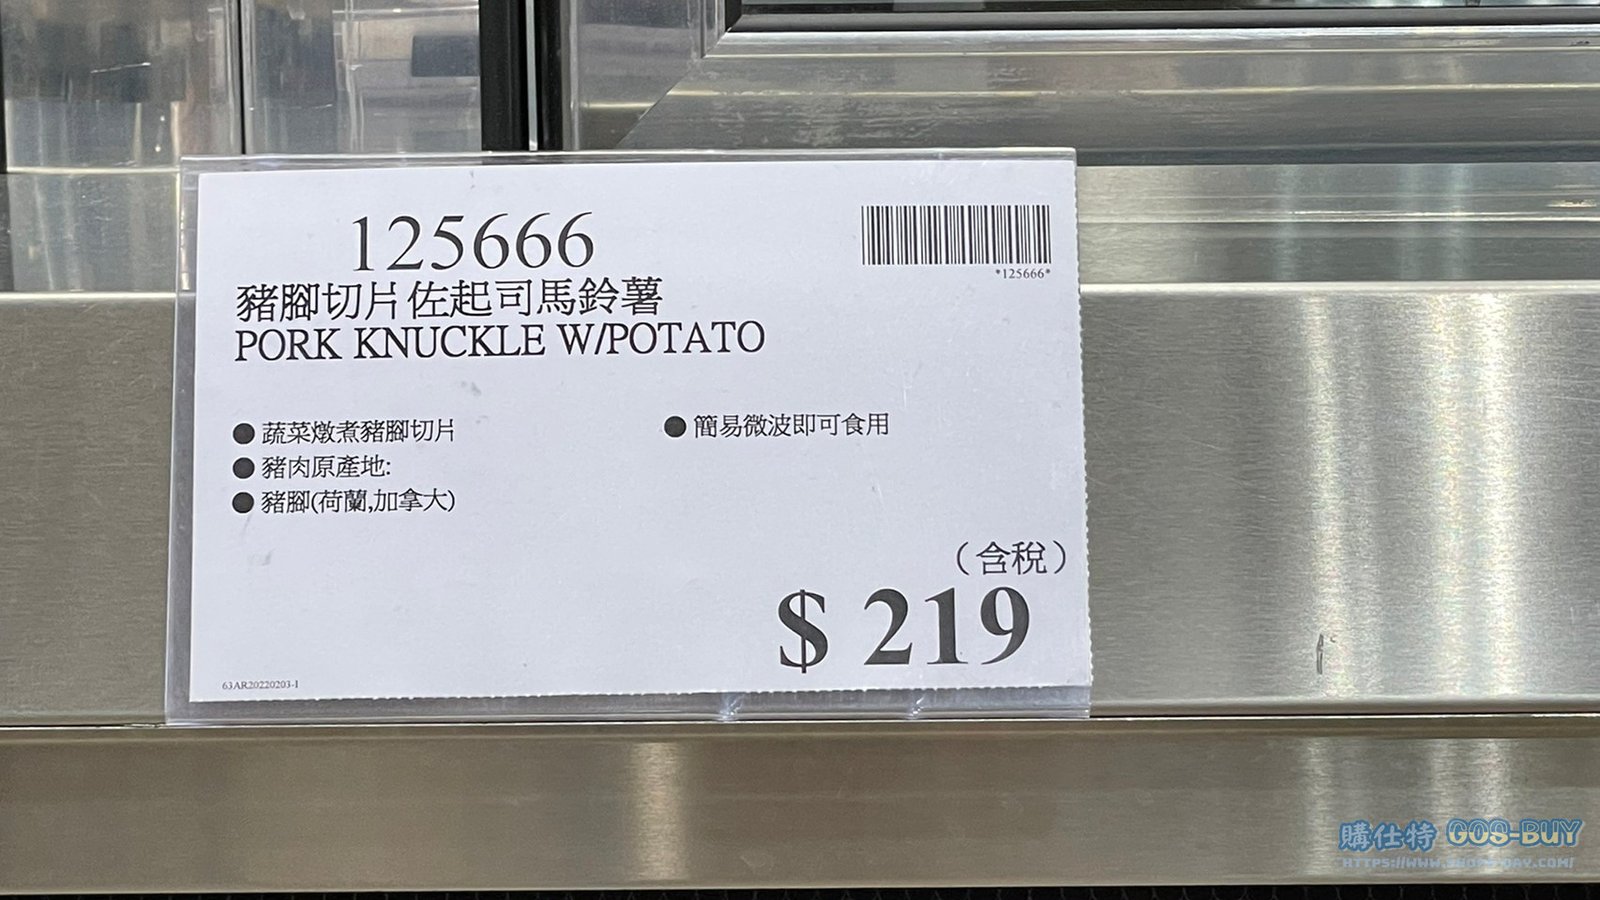 125666
*125666*
豬腳切片佐起司馬鈴薯
PORK KNUCKLE W/POTATO
● 蔬菜燉煮豬腳切片
● 簡易微波即可食用
● 豬肉原產地:
● 豬腳(荷蘭,加拿大)
（含稅）
$ 219
63AR20220203-1
購仕特 GOS-BUY